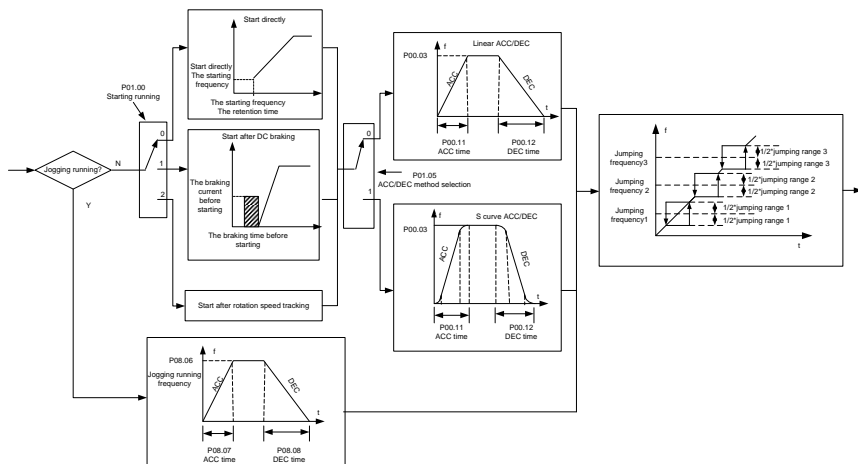 P01.00
Starting running
Jogging running?
N
Y
0
1
2
Start directly
Start directly
The starting
frequency
The starting frequency
The retention time
Start after DC braking
The braking
current
before
starting
The braking time before
starting
Start after rotation speed tracking
0
P01.05
ACC/DEC method selection
1
Linear ACC/DEC
P00.03
f
ACC
DEC
t
P00.11
ACC time
P00.12
DEC time
S curve ACC/DEC
P00.03
f
ACC
DEC
t
P00.11
ACC time
P00.12
DEC time
P08.06
Jogging running
frequency
f
ACC
DEC
t
P08.07
ACC time
P08.08
DEC time
f
Jumping
frequency3
1/2*jumping range 3
1/2*jumping range 3
Jumping
frequency 2
1/2*jumping range 2
1/2*jumping range 2
Jumping
frequency1
1/2*jumping range 1
1/2*jumping range 1
t